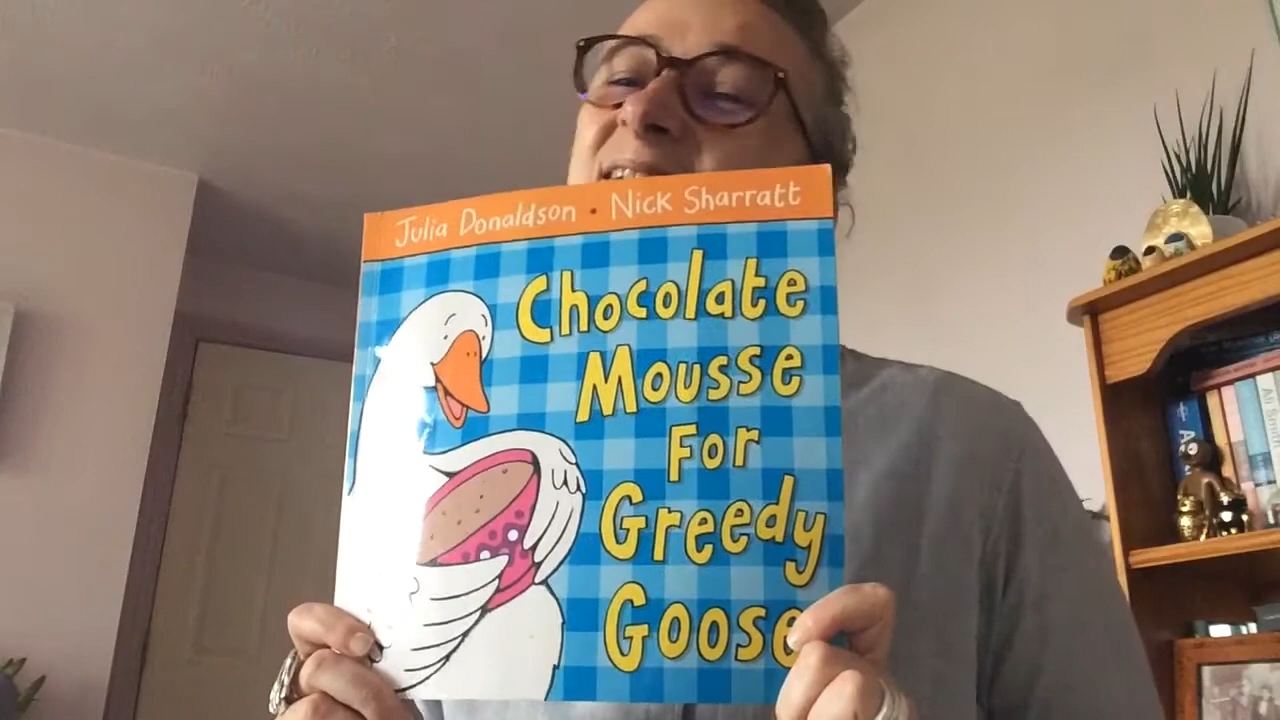 Julia Donaldson · Nick Sharratt
Chocolate
Mousse
For
Greedy
Goose